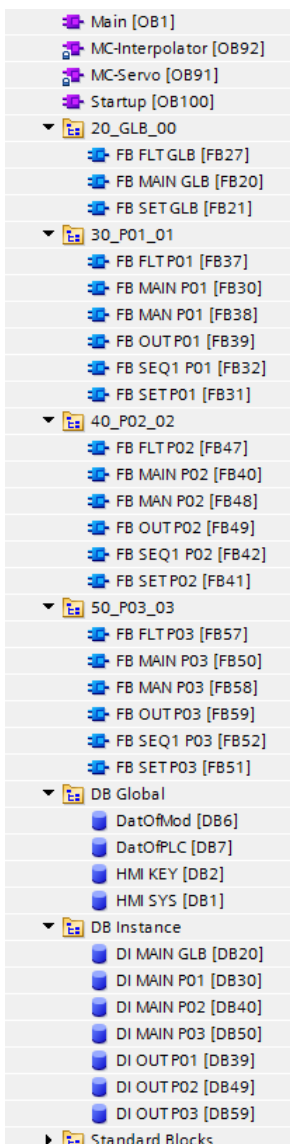 Main [OB1]
MC-Interpolator [OB92]
MC-Servo [OB91]
Startup [OB100]
20_GLB_00
FB FLT GLB [FB27]
FB MAIN GLB [FB20]
FB SET GLB [FB21]
30_P01_01
FB FLT P01 [FB37]
FB MAIN P01 [FB30]
FB MAN P01 [FB38]
FB OUT P01 [FB39]
FB SEQ1 P01 [FB32]
FB SET P01 [FB31]
40_P02_02
FB FLT P02 [FB47]
FB MAIN P02 [FB40]
FB MAN P02 [FB48]
FB OUT P02 [FB49]
FB SEQ1 P02 [FB42]
FB SET P02 [FB41]
50_P03_03
FB FLT P03 [FB57]
FB MAIN P03 [FB50]
FB MAN P03 [FB58]
FB OUT P03 [FB59]
FB SEQ1 P03 [FB52]
FB SET P03 [FB51]
DB Global
DatOfMod [DB6]
DatOfPLC [DB7]
HMI KEY [DB2]
HMI SYS [DB1]
DB Instance
DI MAIN GLB [DB20]
DI MAIN P01 [DB30]
DI MAIN P02 [DB40]
DI MAIN P03 [DB50]
DI OUT P01 [DB39]
DI OUT P02 [DB49]
DI OUT P03 [DB59]
Standard Blocks